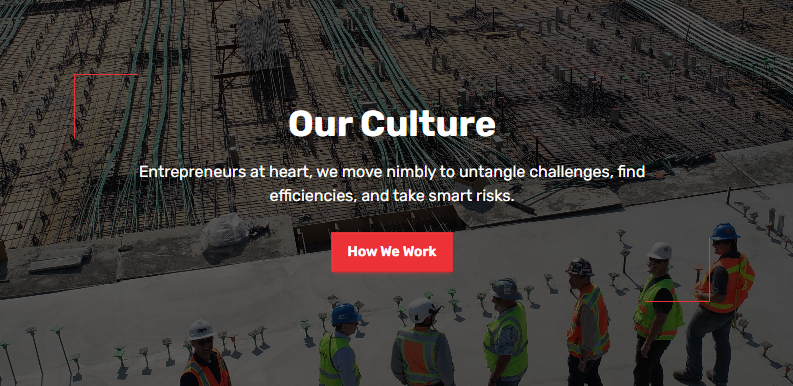 Our Culture
Entrepreneurs at heart, we move nimbly to untangle challenges, find
efficiencies, and take smart risks.
How We Work